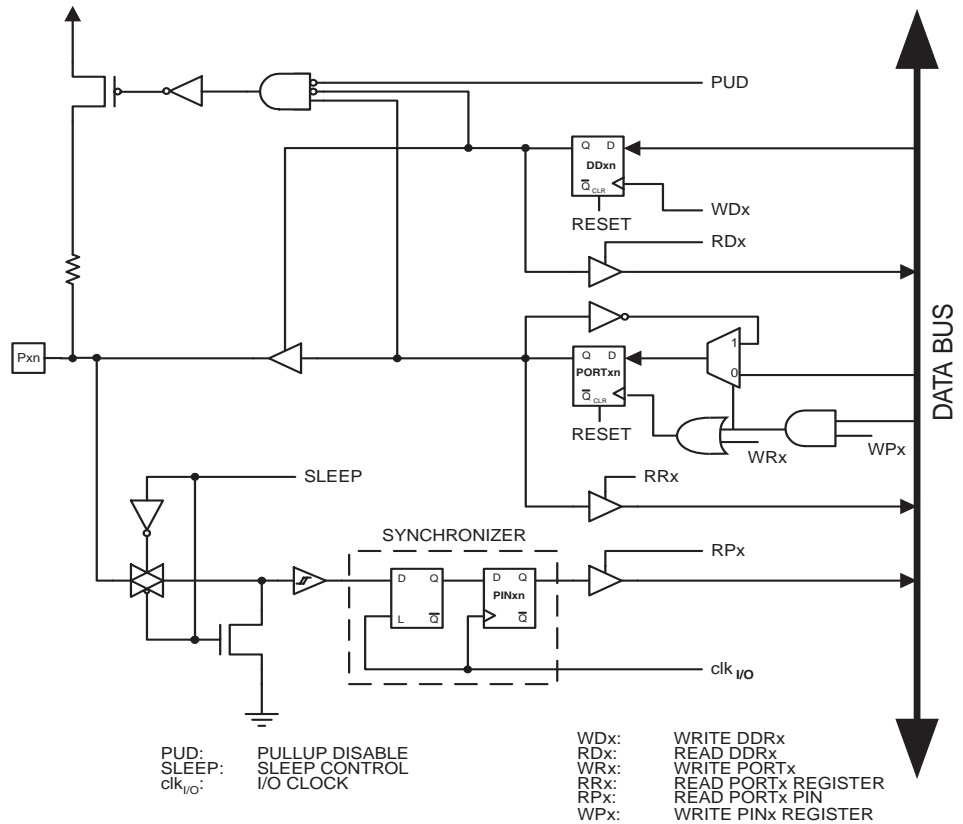 PUD
Q D
DDxn
Q CLR
WDx
RESET
RDx
1
Pxn
Q D
PORTxn
0
Q CLR
RESET
WRx
WPx
DATA BUS
SLEEP
RRx
SYNCHRONIZER
RPx
D Q
D Q
PINxn
L Q
Q
clk I/O
PUD: PULLUP DISABLE
SLEEP: SLEEP CONTROL
clkI/O: I/O CLOCK
WDx: WRITE DDRx
RDx: READ DDRx
WRx: WRITE PORTx
RRx: READ PORTx REGISTER
RPx: READ PORTx PIN
WPx: WRITE PINx REGISTER